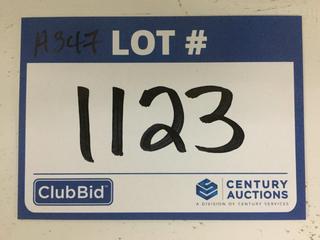 A347 LOT #
1123
ClubBid
CENTURY
AUCTIONS
A DIVISION OF CENTURY SERVICES